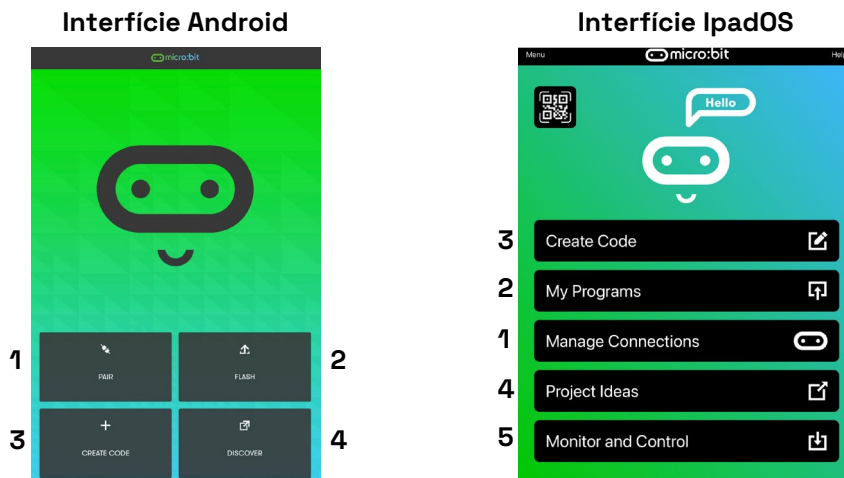 Interfície Android
micro:bit
1
PAIR
FLASH
2
3
CREATE CODE
DISCOVER
4
Interfície IpadOS
Menu
micro:bit
Help
Hello
3 Create Code
2 My Programs
1 Manage Connections
4 Project Ideas
5 Monitor and Control